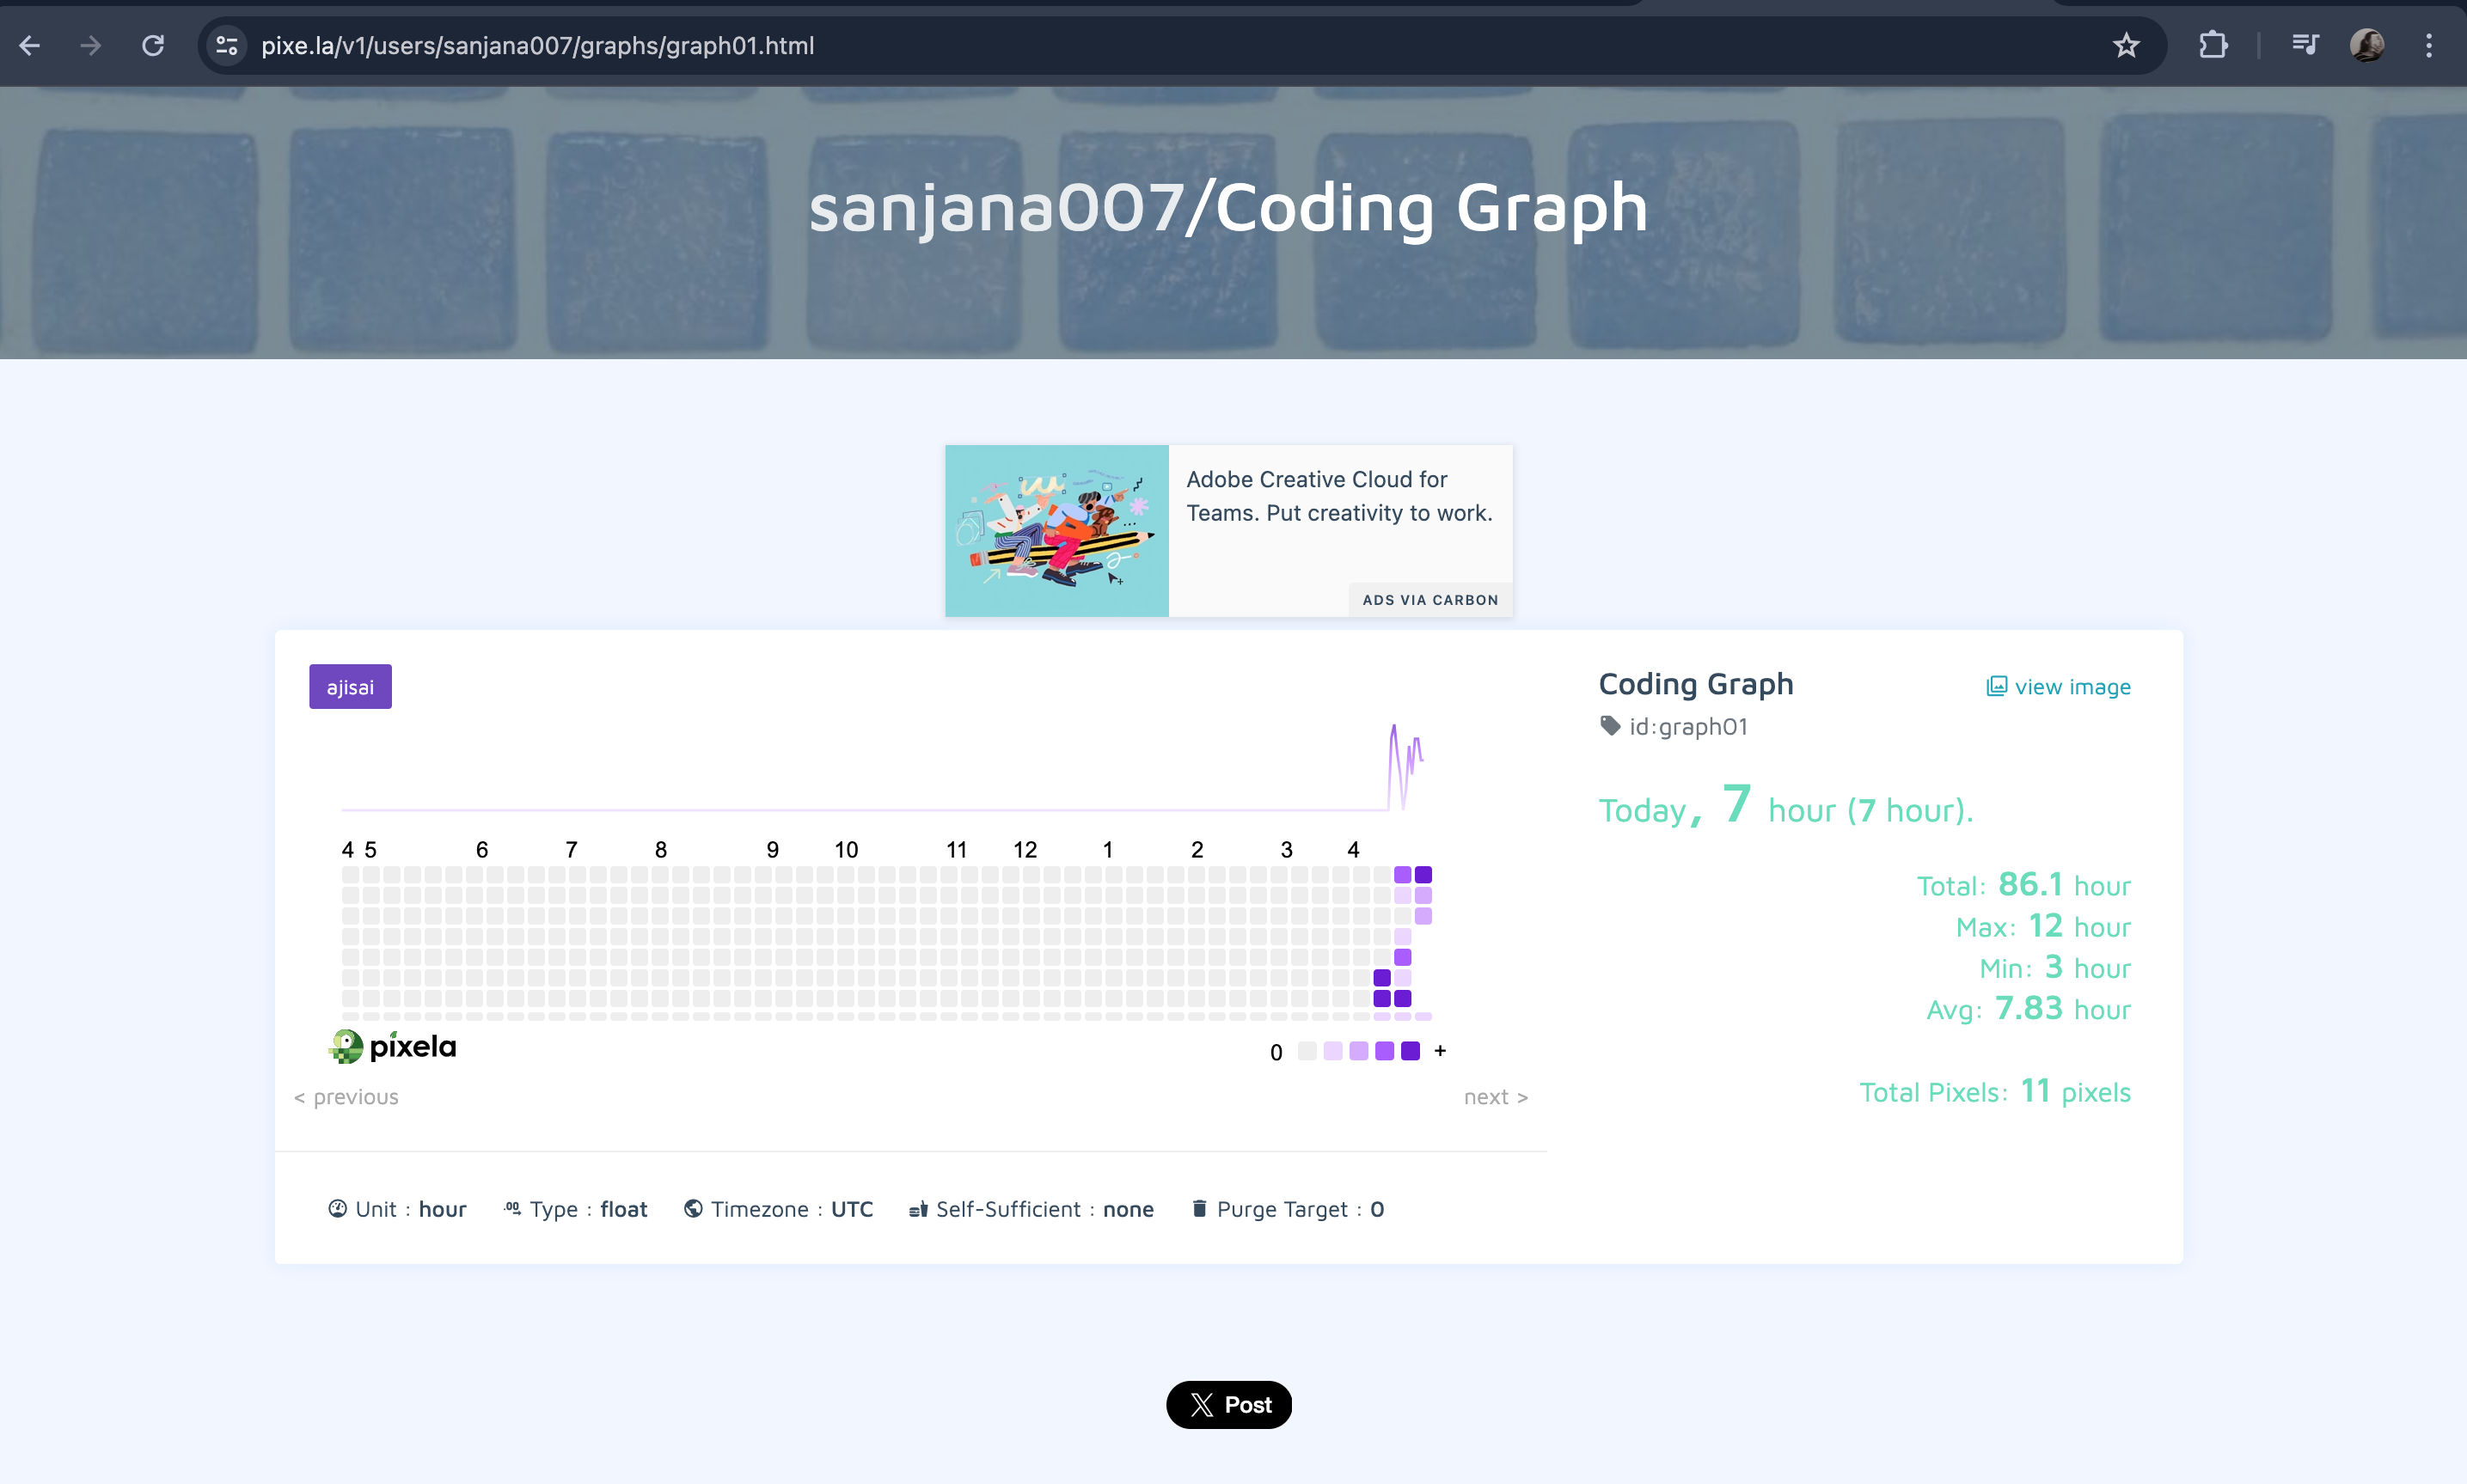 pixe.la/v1/users/sanjana007/graphs/graph01.html
sanjana007/Coding Graph
Adobe Creative Cloud for
Teams. Put creativity to work.
ADS VIA CARBON
ajisai
4 5 6 7 8 9 10 11 12 1 2 3 4
pixela
0 +
< previous
next >
Unit : hour .00 Type : float Timezone : UTC Self-Sufficient : none Purge Target : 0
Coding Graph
view image
id:graph01
Today, 7 hour (7 hour).
Total: 86.1 hour
Max: 12 hour
Min: 3 hour
Avg: 7.83 hour
Total Pixels: 11 pixels
X Post